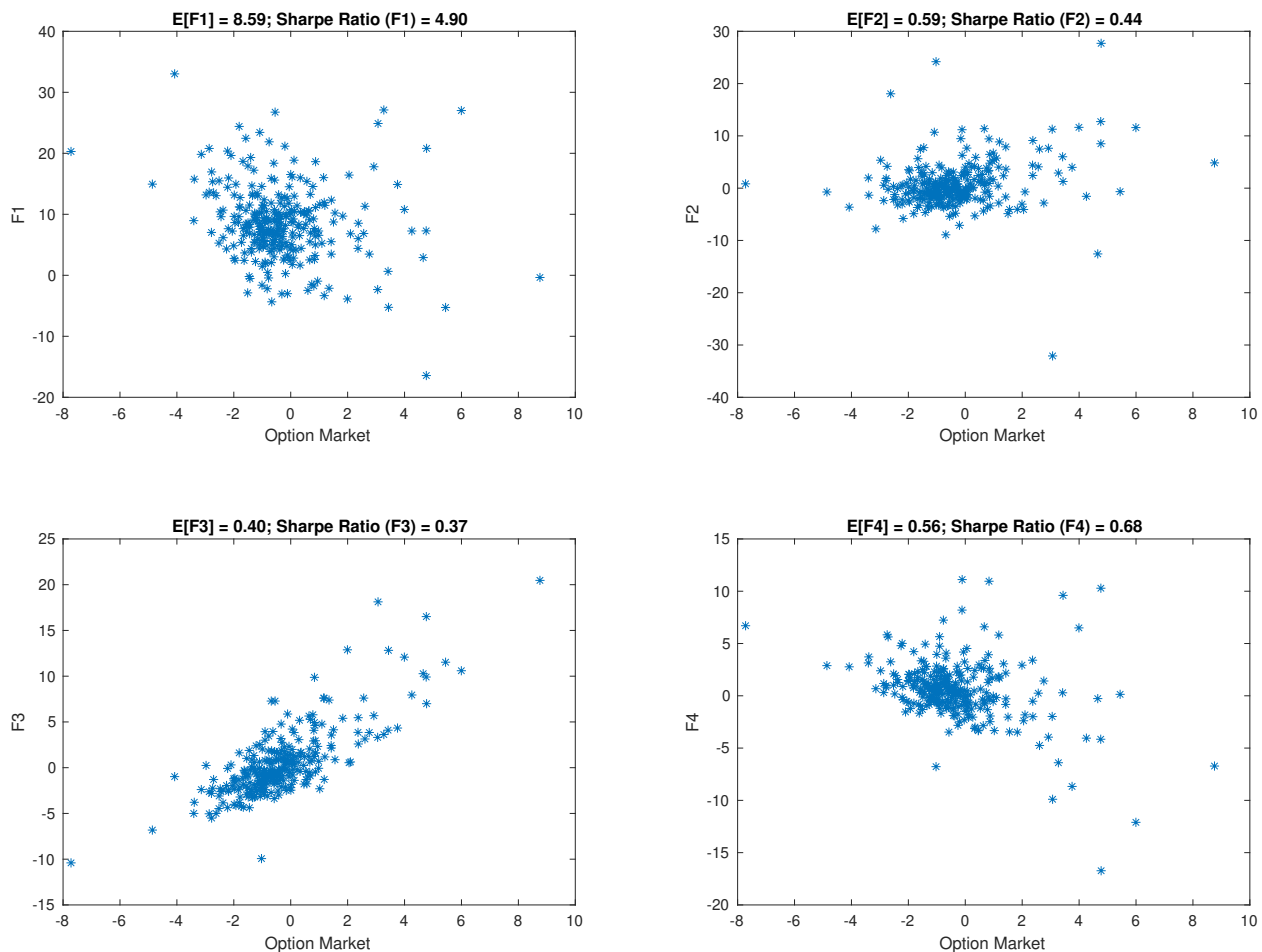 E[F1] = 8.59; Sharpe Ratio (F1) = 4.90
40
30
20
10
0
-10
-20
F1
-8 -6 -4 -2 0 2 4 6 8 10
Option Market
E[F2] = 0.59; Sharpe Ratio (F2) = 0.44
30
20
10
0
-10
-20
-30
-40
F2
-8 -6 -4 -2 0 2 4 6 8 10
Option Market
E[F3] = 0.40; Sharpe Ratio (F3) = 0.37
25
20
15
10
5
0
-5
-10
-15
F3
-8 -6 -4 -2 0 2 4 6 8 10
Option Market
E[F4] = 0.56; Sharpe Ratio (F4) = 0.68
15
10
5
0
-5
-10
-15
-20
F4
-8 -6 -4 -2 0 2 4 6 8 10
Option Market